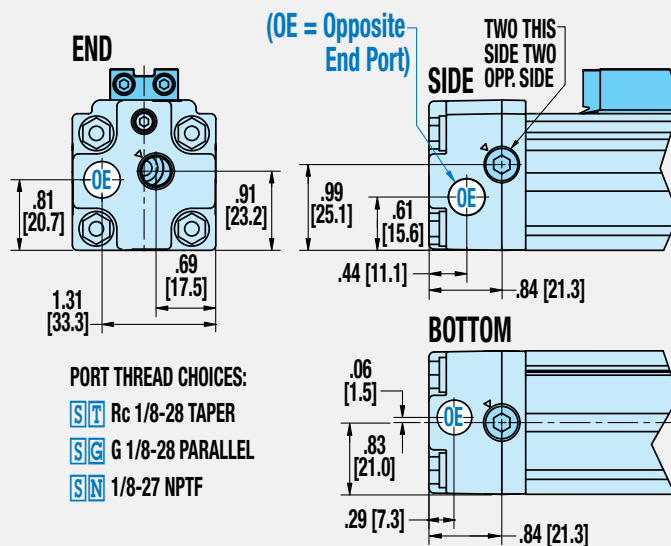 END
(OE = Opposite
End Port)
TWO THIS
SIDE TWO
OPP. SIDE
SIDE
OE
.81
[20.7]
.91
[23.2]
.69
[17.5]
1.31
[33.3]
OE
.99
[25.1]
.61
[15.6]
.44 [11.1]
.84 [21.3]
BOTTOM
OE
.06
[1.5]
.83
[21.0]
.29 [7.3]
.84 [21.3]
PORT THREAD CHOICES:
S T Rc 1/8-28 TAPER
S G G 1/8-28 PARALLEL
S N 1/8-27 NPTF